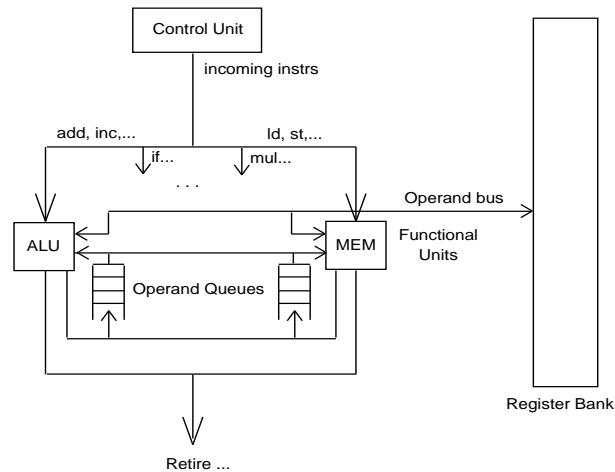 Control Unit
incoming instrs
add, inc,...
ld, st,...
if...
mul...
. . .
Operand bus
ALU
MEM
Functional
Units
Operand Queues
Register Bank
Retire ...